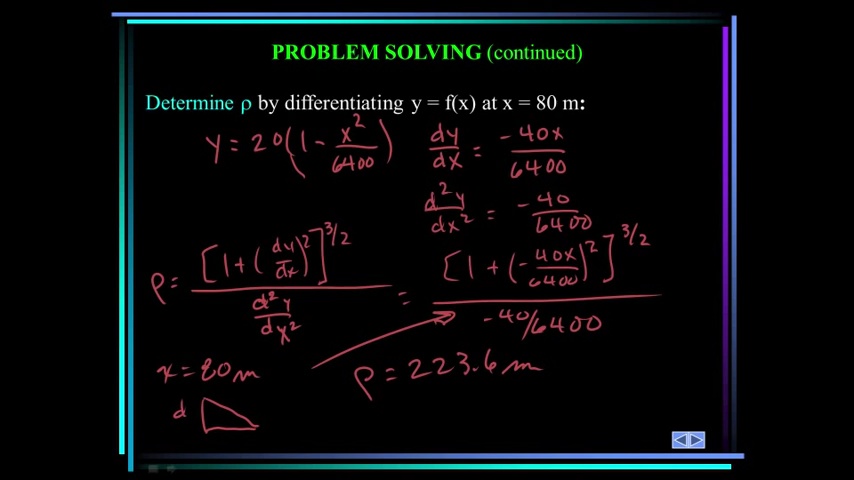 PROBLEM SOLVING (continued)
Determine ρ by differentiating y = f(x) at x = 80 m:
y = 20(1 - x²/6400) dy/dx = -40x/6400
d²y/dx² = -40/6400
ρ = [1 + (dy/dx)²]^3/2 / d²y/dx² = [1 + (-40x/6400)²]^3/2 / -40/6400
x = 80m ρ = 223.6 m
d